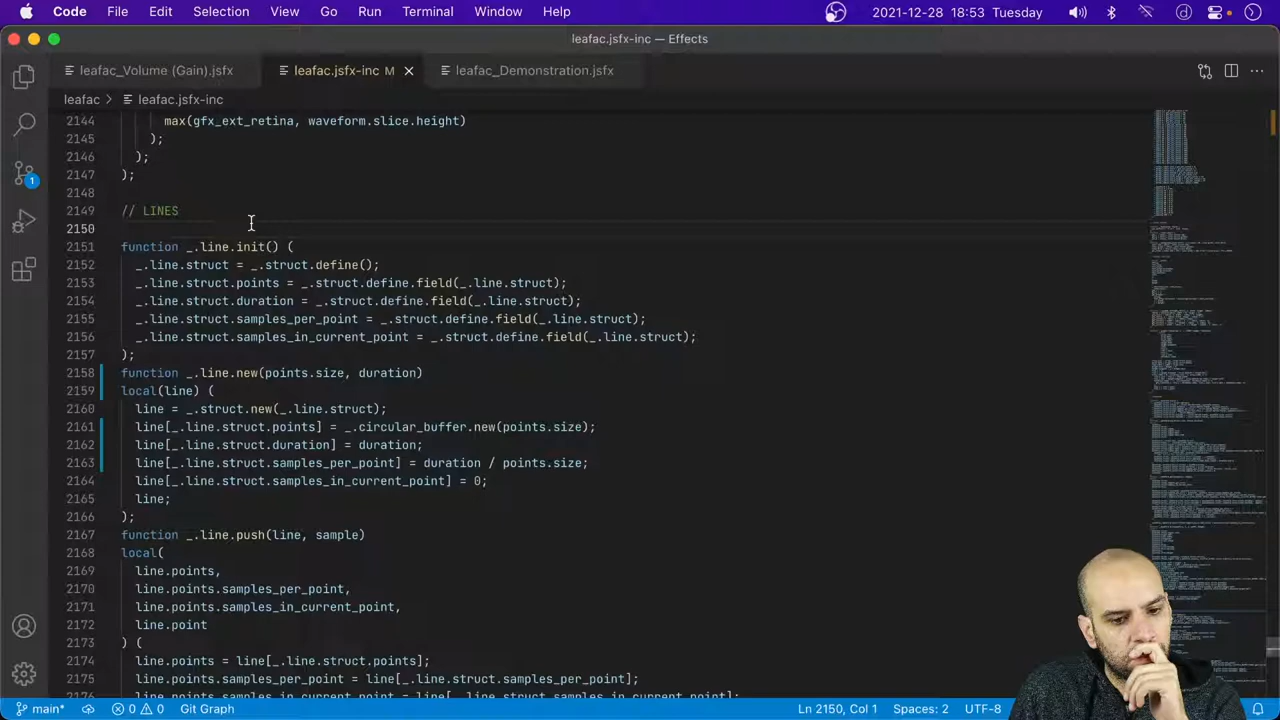 Code File Edit Selection View Go Run Terminal Window Help 2021-12-28 18:53 Tuesday
leafac.jsfx-inc — Effects
leafac_Volume (Gain).jsfx leafac.jsfx-inc M leafac_Demonstration.jsfx
leafac > leafac.jsfx-inc
2144 max(gfx_ext_retina, waveform.slice.height)
2145 );
2146 );
2147 );
2148
2149 // LINES
2150
2151 function _.line.init() (
2152 _.line.struct = _.struct.define();
2153 _.line.struct.points = _.struct.define.field(_.line.struct);
2154 _.line.struct.duration = _.struct.define.field(_.line.struct);
2155 _.line.struct.samples_per_point = _.struct.define.field(_.line.struct);
2156 _.line.struct.samples_in_current_point = _.struct.define.field(_.line.struct);
2157 );
2158 function _.line.new(points.size, duration)
2159 local(line) (
2160 line = _.struct.new(_.line.struct);
2161 line[_.line.struct.points] = _.circular_buffer.new(points.size);
2162 line[_.line.struct.duration] = duration;
2163 line[_.line.struct.samples_per_point] = duration / points.size;
2164 line[_.line.struct.samples_in_current_point] = 0;
2165 line;
2166 );
2167 function _.line.push(line, sample)
2168 local(
2169 line.points,
2170 line.points.samples_per_point,
2171 line.points.samples_in_current_point,
2172 line.point
2173 ) (
2174 line.points = line[_.line.struct.points];
2175 line.points.samples_per_point = line[_.line.struct.samples_per_point];
2176 line.points.samples_in_current_point = line[_.line.struct.samples_in_current_point];
1
main* 0 0 Git Graph Ln 2150, Col 1 Spaces: 2 UTF-8